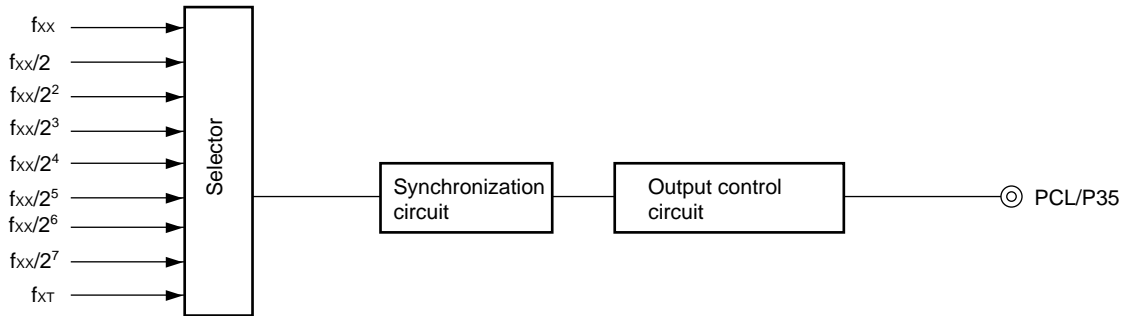 fXX
fXX/2
fXX/2²
fXX/2³
fXX/2⁴
fXX/2⁵
fXX/2⁶
fXX/2⁷
fXT
Selector
Synchronization
circuit
Output control
circuit
PCL/P35